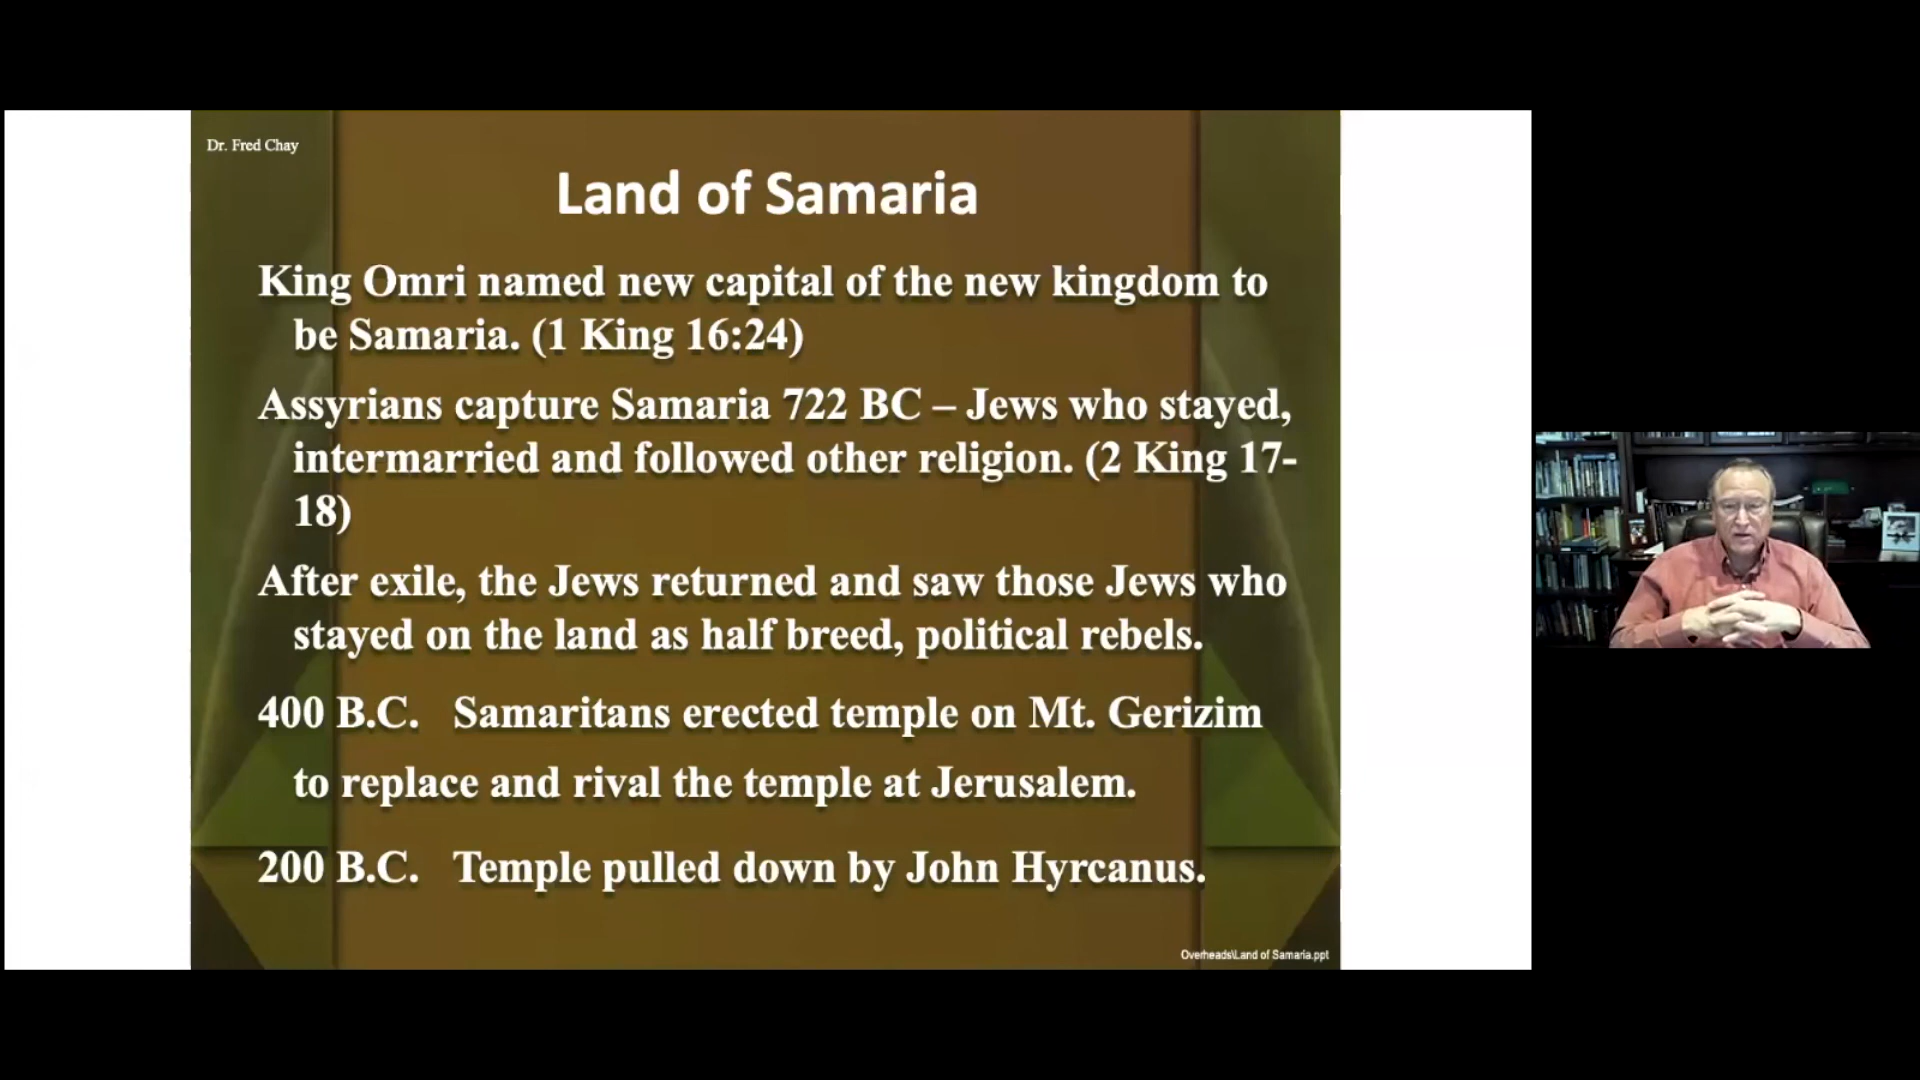 Dr. Fred Chay
Land of Samaria
King Omri named new capital of the new kingdom to
be Samaria. (1 King 16:24)
Assyrians capture Samaria 722 BC – Jews who stayed,
intermarried and followed other religion. (2 King 17-
18)
After exile, the Jews returned and saw those Jews who
stayed on the land as half breed, political rebels.
400 B.C. Samaritans erected temple on Mt. Gerizim
to replace and rival the temple at Jerusalem.
200 B.C. Temple pulled down by John Hyrcanus.
Overheads\Land of Samaria.ppt